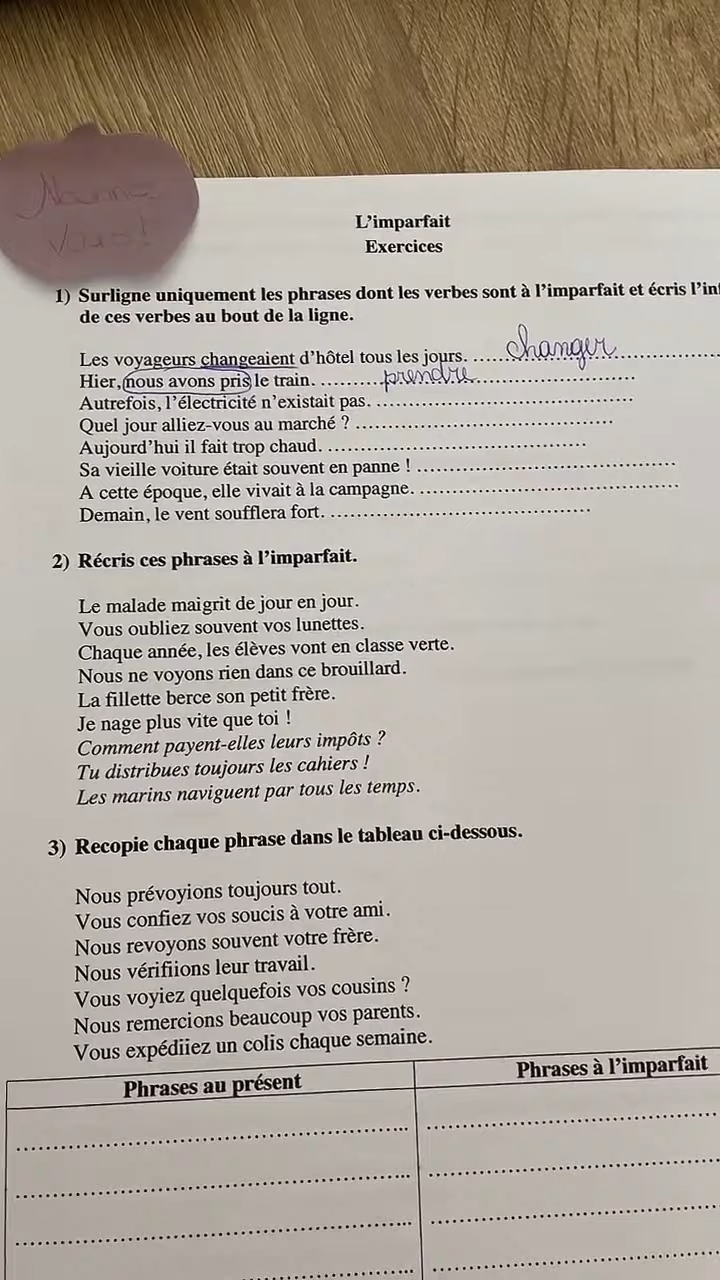 L'imparfait
Exercices
1) Surligne uniquement les phrases dont les verbes sont à l'imparfait et écris
de ces verbes au bout de la ligne.
Les voyageurs changeaient d'hôtel tous les jours. ..... changer .....
Hier, nous avons pris le train. ..... prendre .....
Autrefois, l'électricité n'existait pas. .....
Quel jour alliez-vous au marché ? .....
Aujourd'hui il fait trop chaud. .....
Sa vieille voiture était souvent en panne ! .....
A cette époque, elle vivait à la campagne. .....
Demain, le vent soufflera fort. .....
2) Récris ces phrases à l'imparfait.
Le malade maigrit de jour en jour.
Vous oubliez souvent vos lunettes.
Chaque année, les élèves vont en classe verte.
Nous ne voyons rien dans ce brouillard.
La fillette berce son petit frère.
Je nage plus vite que toi !
Comment payent-elles leurs impôts ?
Tu distribues toujours les cahiers !
Les marins naviguent par tous les temps.
3) Recopie chaque phrase dans le tableau ci-dessous.
Nous prévoyions toujours tout.
Vous confiez vos soucis à votre ami.
Nous revoyons souvent votre frère.
Nous vérifiions leur travail.
Vous voyiez quelquefois vos cousins ?
Nous remercions beaucoup vos parents.
Vous expédiiez un colis chaque semaine.
Phrases au présent
Phrases à l'imparfait